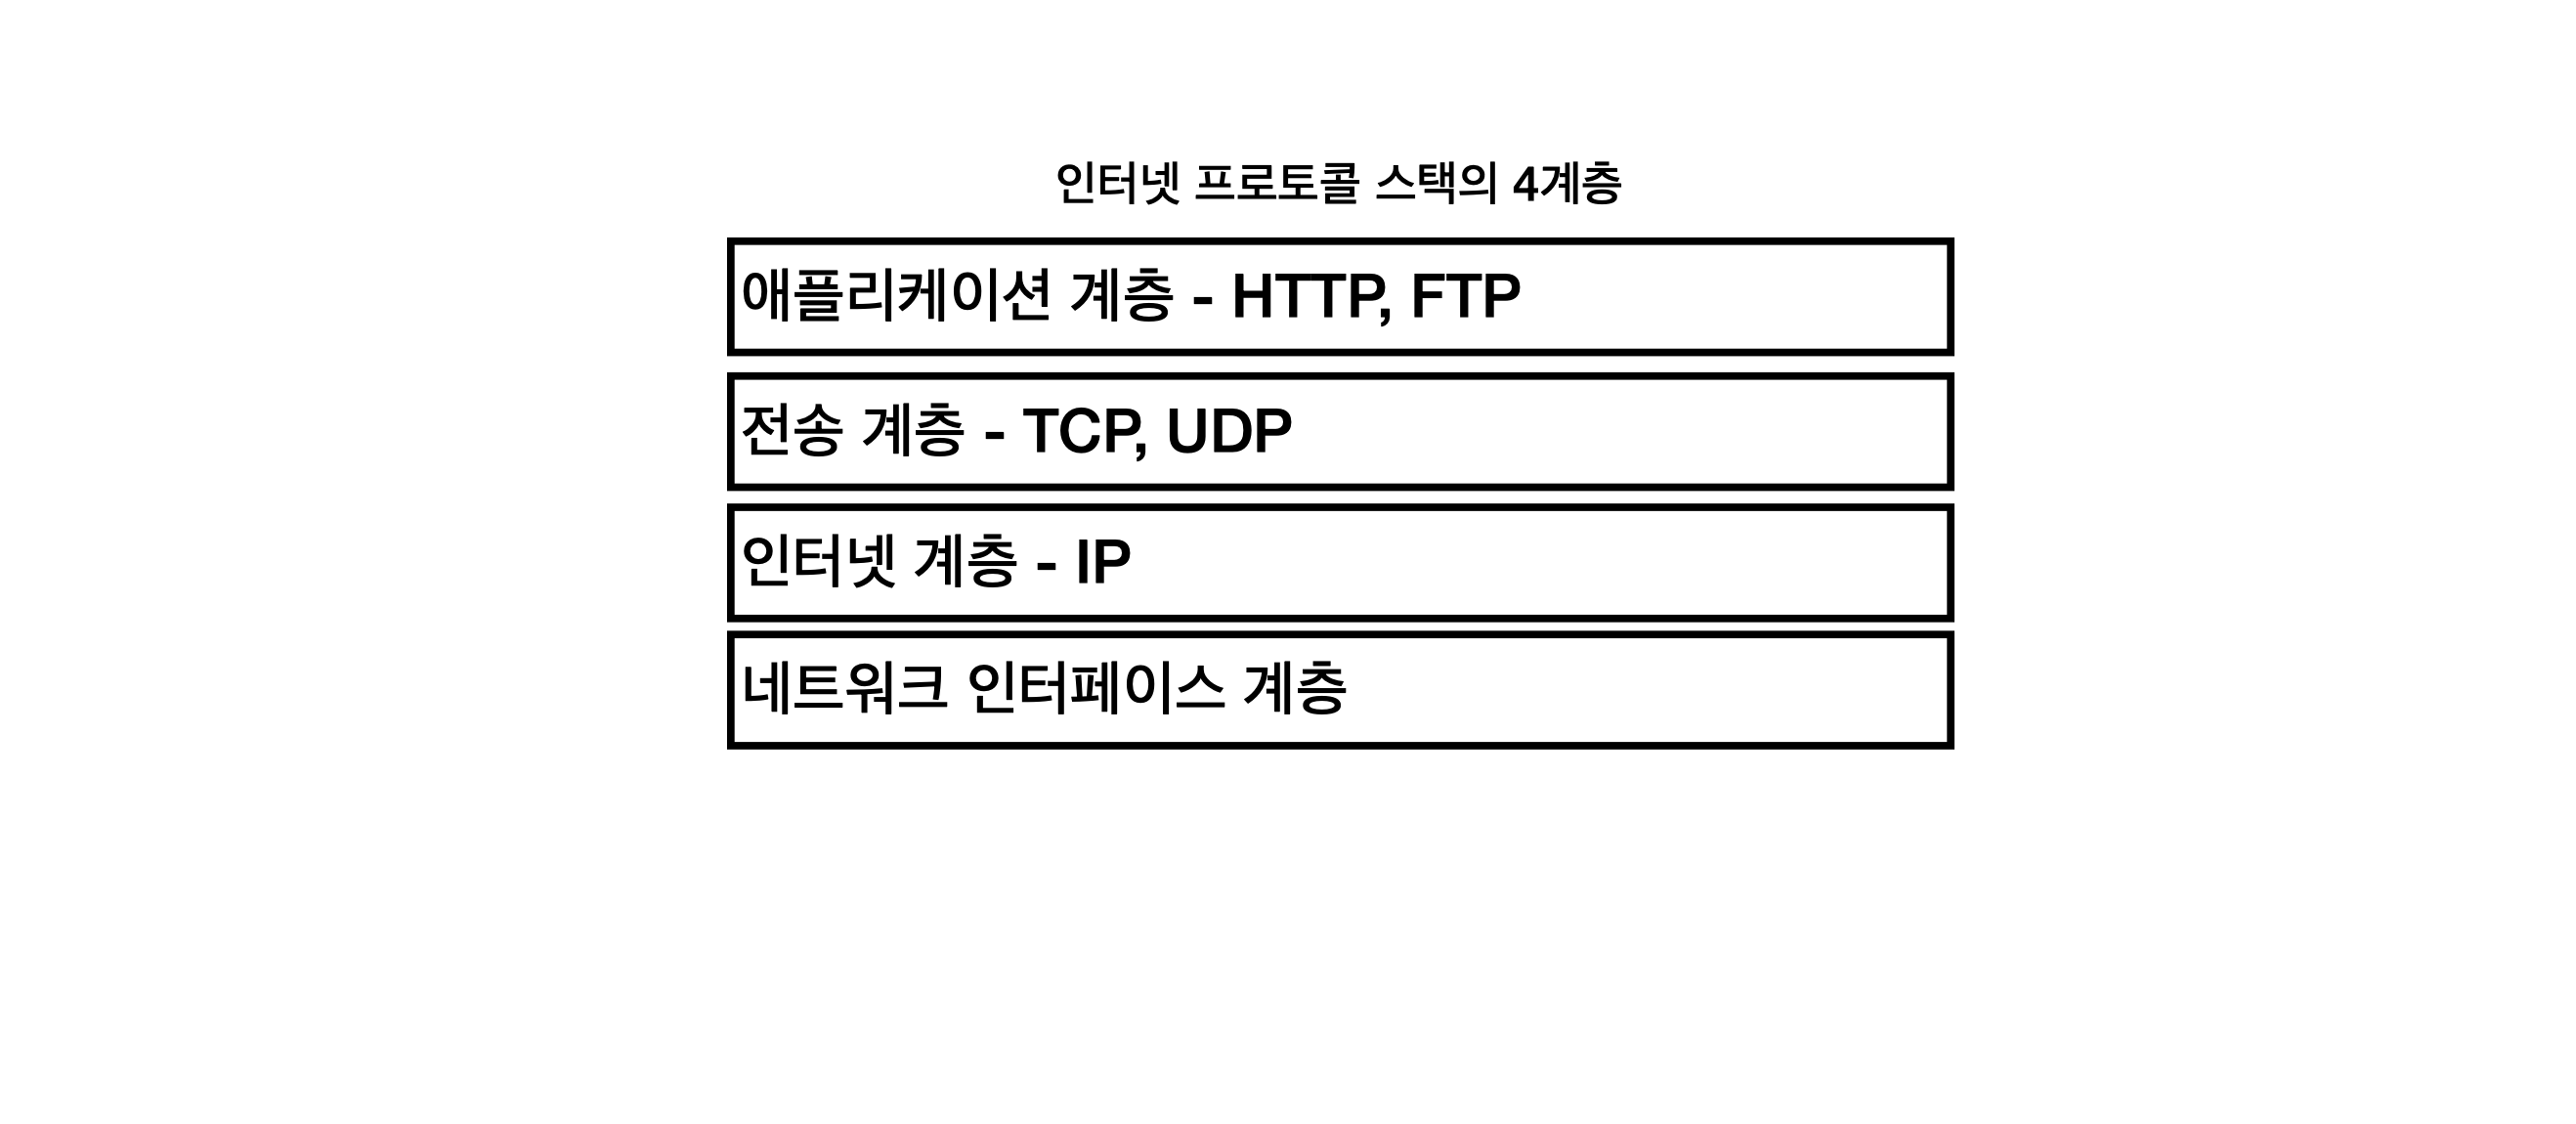 인터넷 프로토콜 스택의 4계층
애플리케이션 계층 - HTTP, FTP
전송 계층 - TCP, UDP
인터넷 계층 - IP
네트워크 인터페이스 계층